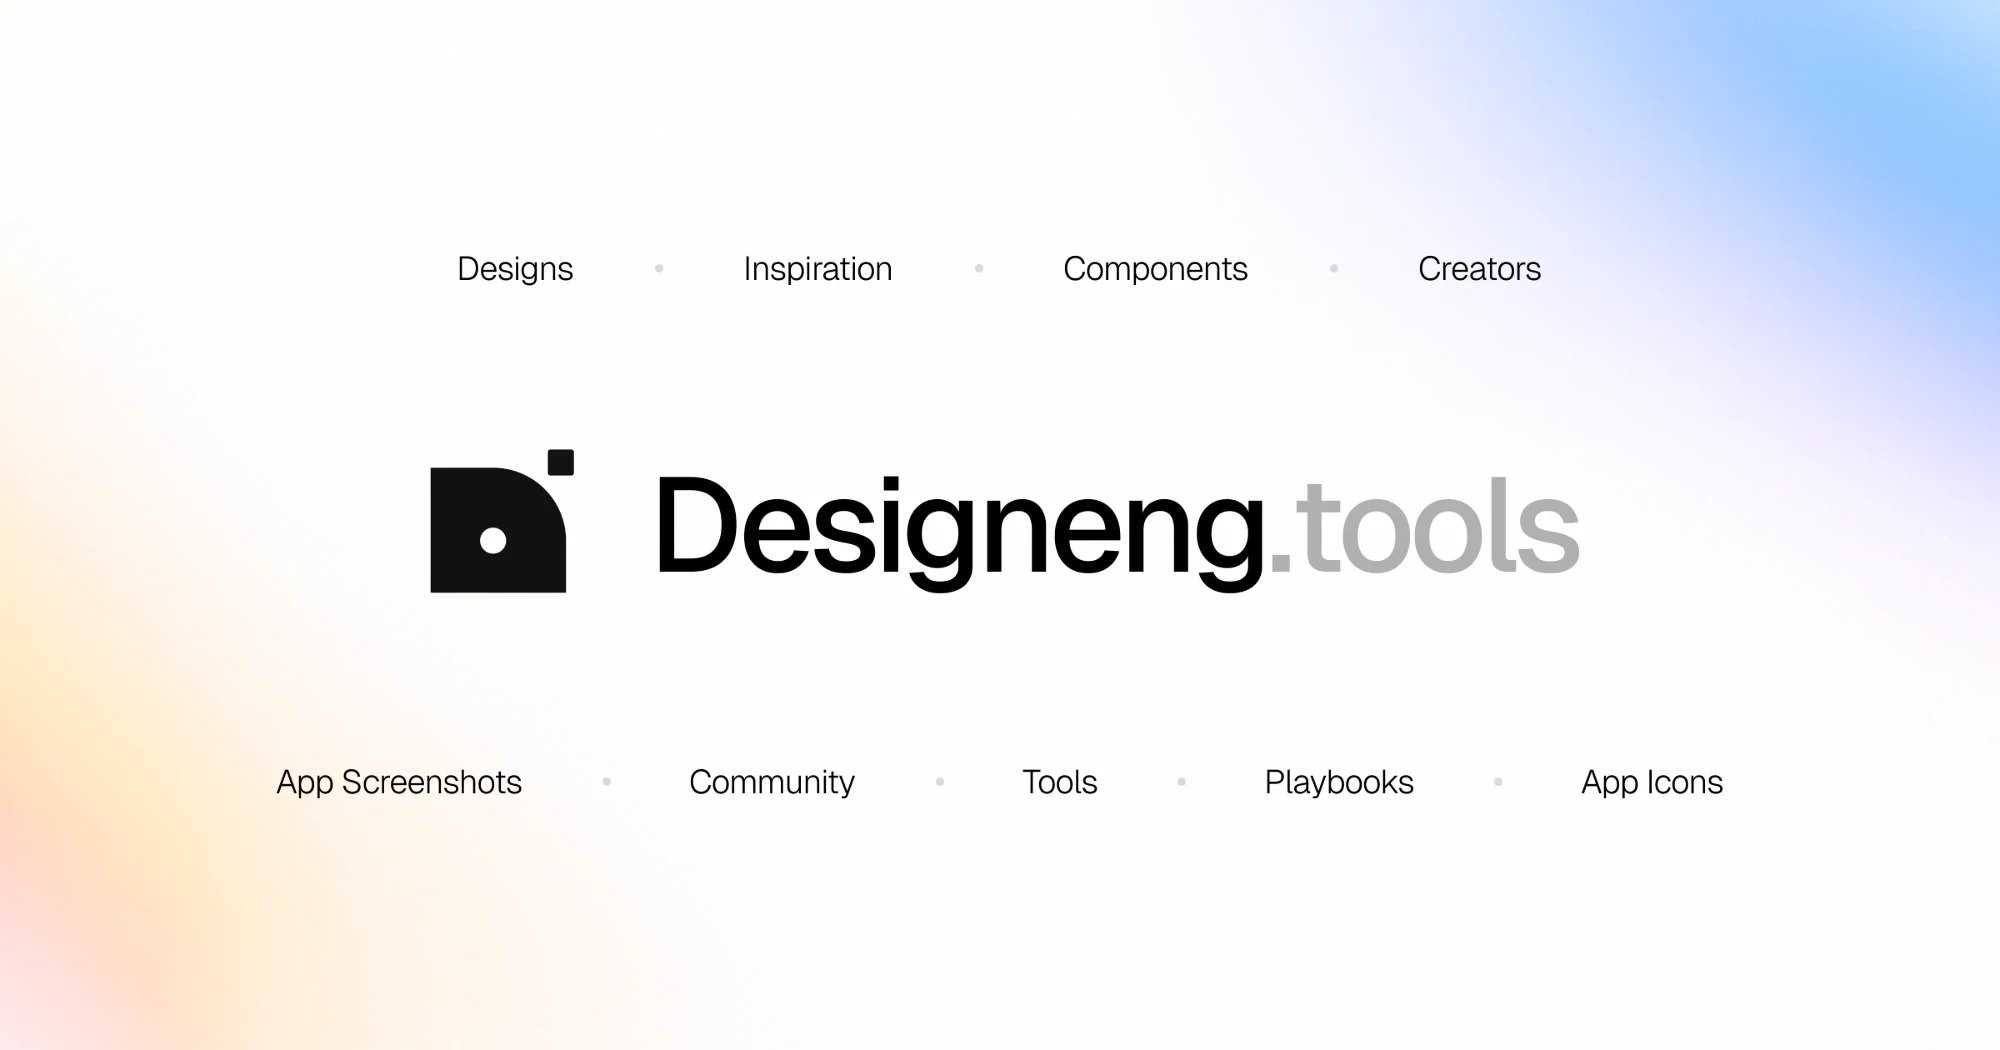 Designs • Inspiration • Components • Creators
Designeng.tools
App Screenshots • Community • Tools • Playbooks • App Icons